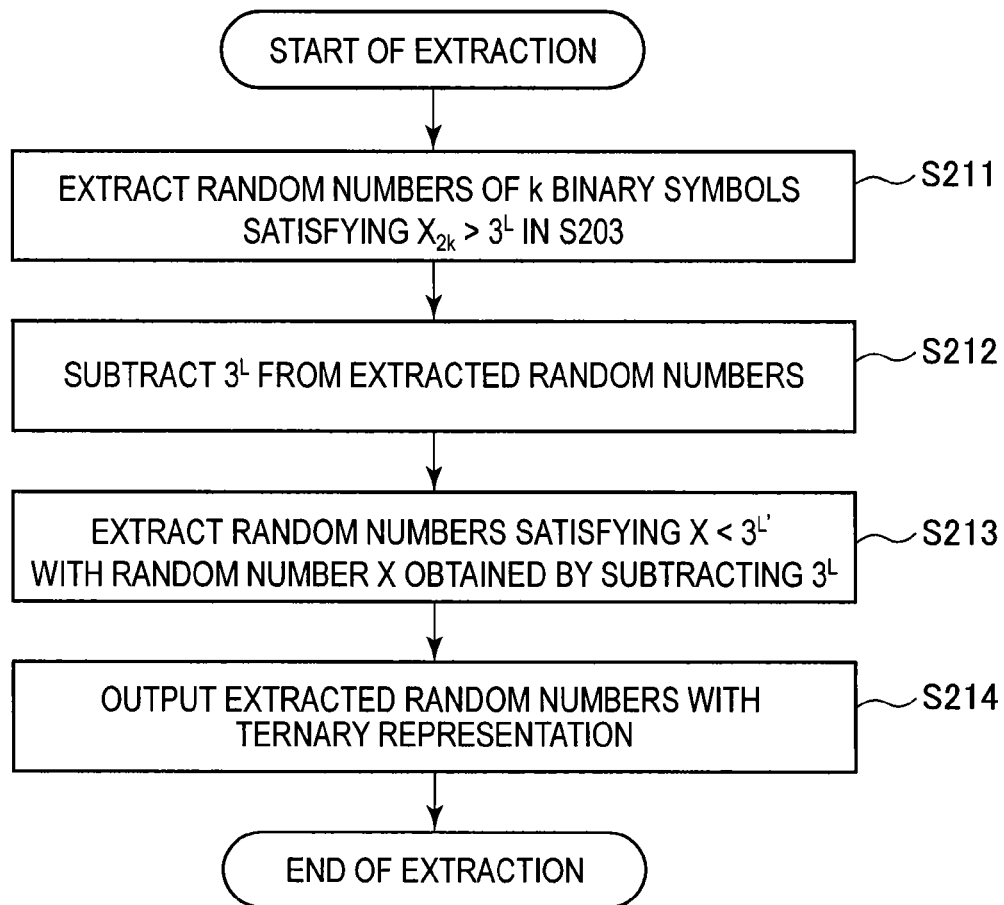 START OF EXTRACTION
EXTRACT RANDOM NUMBERS OF k BINARY SYMBOLS
SATISFYING X₂ₖ > 3ᴸ IN S203
S211
SUBTRACT 3ᴸ FROM EXTRACTED RANDOM NUMBERS
S212
EXTRACT RANDOM NUMBERS SATISFYING X < 3ᴸ'
WITH RANDOM NUMBER X OBTAINED BY SUBTRACTING 3ᴸ
S213
OUTPUT EXTRACTED RANDOM NUMBERS WITH
TERNARY REPRESENTATION
S214
END OF EXTRACTION